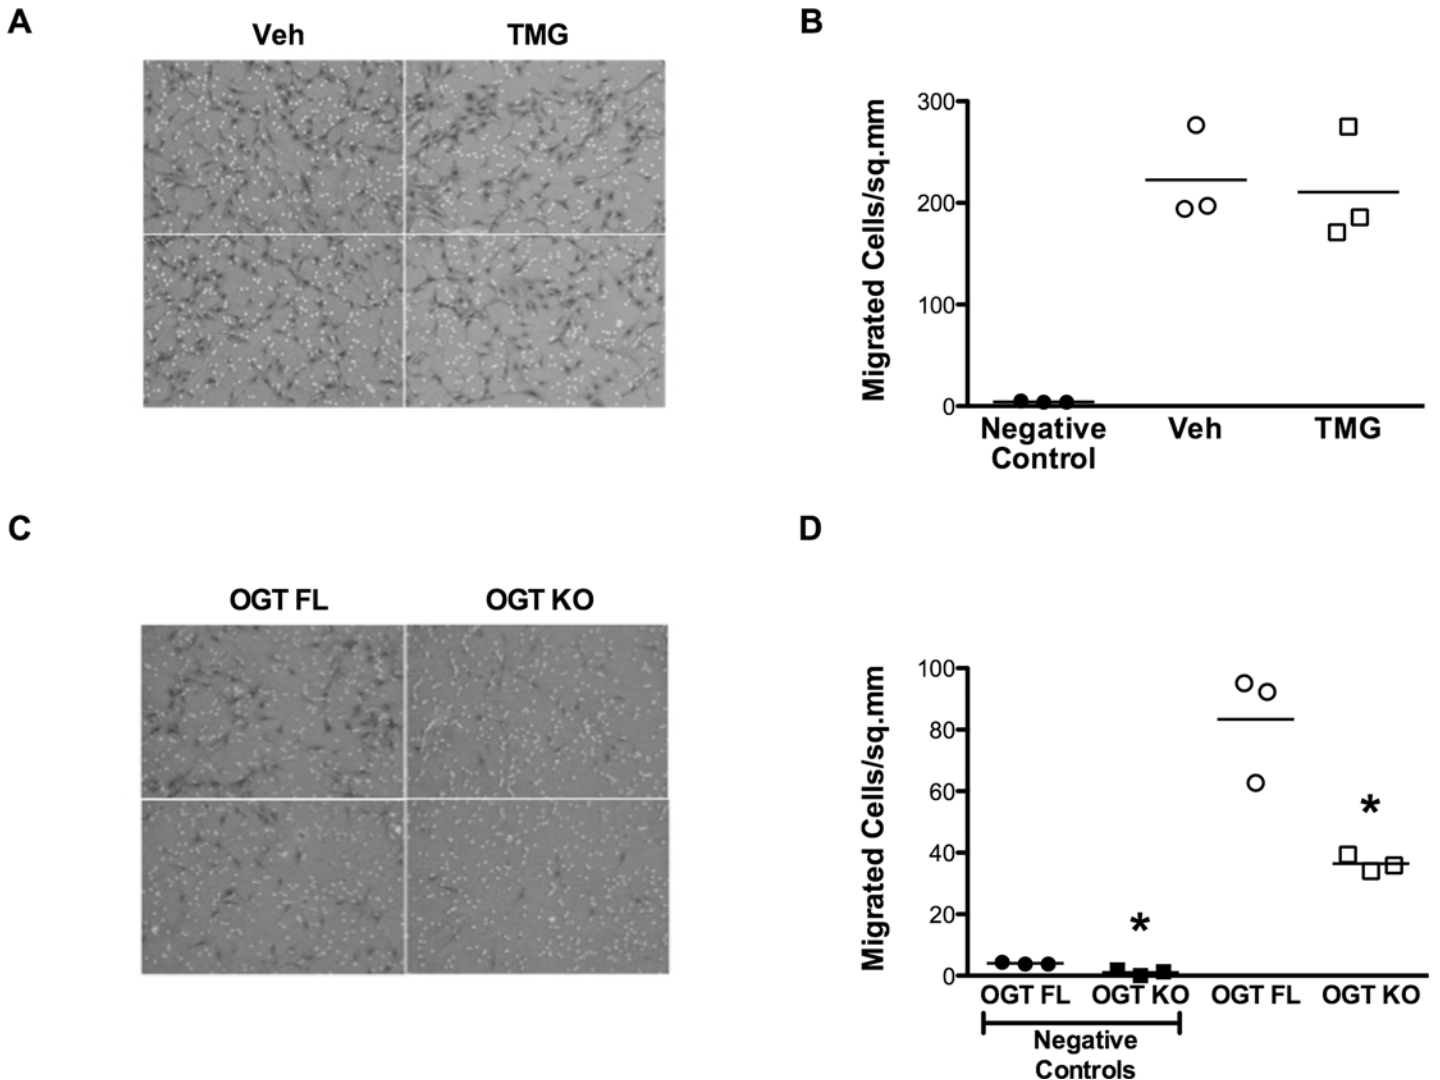 A
Veh TMG
B
Migrated Cells/sq.mm
300
200
100
0
Negative Control
Veh
TMG
C
OGT FL OGT KO
D
Migrated Cells/sq.mm
100
80
60
40
20
0
*
*
OGT FL OGT KO OGT FL OGT KO
Negative
Controls